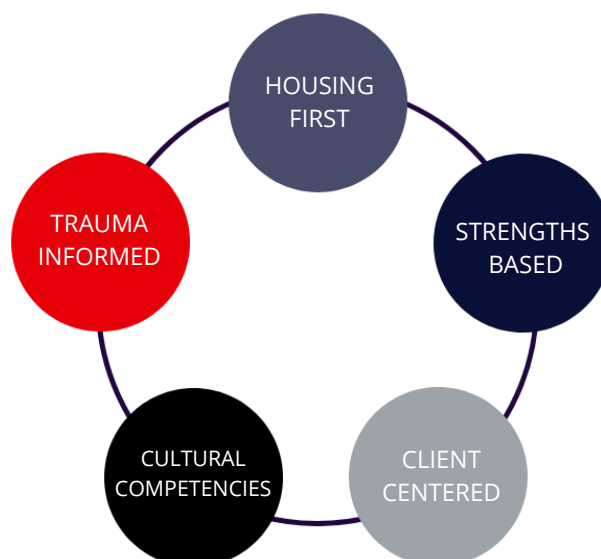 HOUSING
FIRST
STRENGTHS
BASED
CLIENT
CENTERED
CULTURAL
COMPETENCIES
TRAUMA
INFORMED